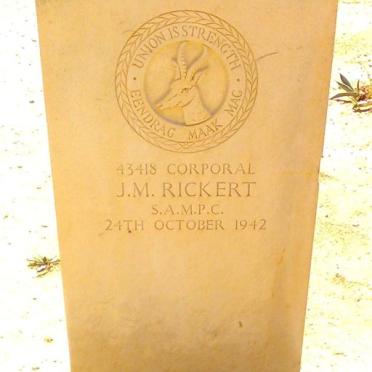 UNION IS STRENGTH
EENDRAG MAAK MAG
43418 CORPORAL
J.M. RICKERT
S.A.M.P.C.
24TH OCTOBER 1942